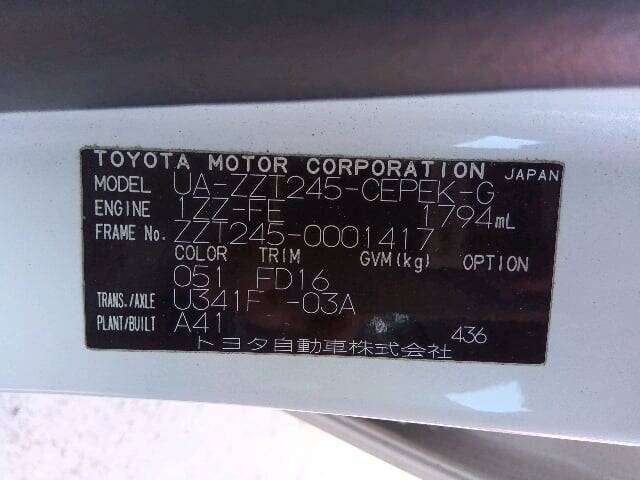 TOYOTA MOTOR CORPORATION JAPAN
MODEL UA-ZZT245-CEPEK-G
ENGINE 1ZZ-FE 1794mL
FRAME No. ZZT245-0001417
COLOR TRIM GVM(kg) OPTION
051 FD16
TRANS./AXLE U341F -03A
PLANT/BUILT A41 436
トヨタ自動車株式会社